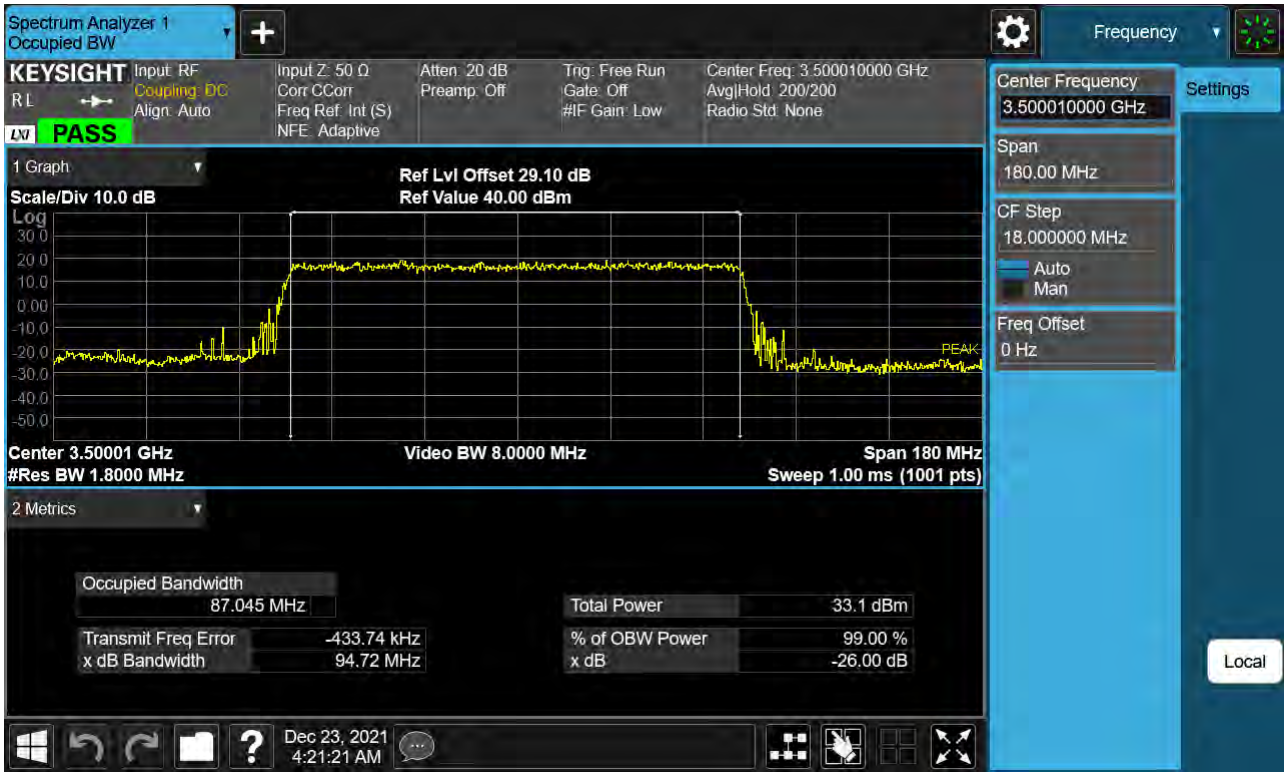 Spectrum Analyzer 1
Occupied BW
+
Frequency
KEYSIGHT
RL
LXI
PASS
Input: RF
Coupling: DC
Align: Auto
Input Z: 50 Ω
Corr CCorr
Freq Ref: Int (S)
NFE: Adaptive
Atten: 20 dB
Preamp: Off
Trig: Free Run
Gate: Off
#IF Gain: Low
Center Freq: 3.500010000 GHz
Avg|Hold: 200/200
Radio Std: None
Center Frequency
3.500010000 GHz
Settings
Span
180.00 MHz
CF Step
18.000000 MHz
Auto
Man
Freq Offset
0 Hz
Local
1 Graph
Scale/Div 10.0 dB
Ref Lvl Offset 29.10 dB
Ref Value 40.00 dBm
Log
30.0
20.0
10.0
0.00
-10.0
-20.0
-30.0
-40.0
-50.0
PEAK
Center 3.50001 GHz
Video BW 8.0000 MHz
Span 180 MHz
#Res BW 1.8000 MHz
Sweep 1.00 ms (1001 pts)
2 Metrics
Occupied Bandwidth
87.045 MHz
Total Power 33.1 dBm
Transmit Freq Error -433.74 kHz
% of OBW Power 99.00 %
x dB Bandwidth 94.72 MHz
x dB -26.00 dB
?
Dec 23, 2021
4:21:21 AM